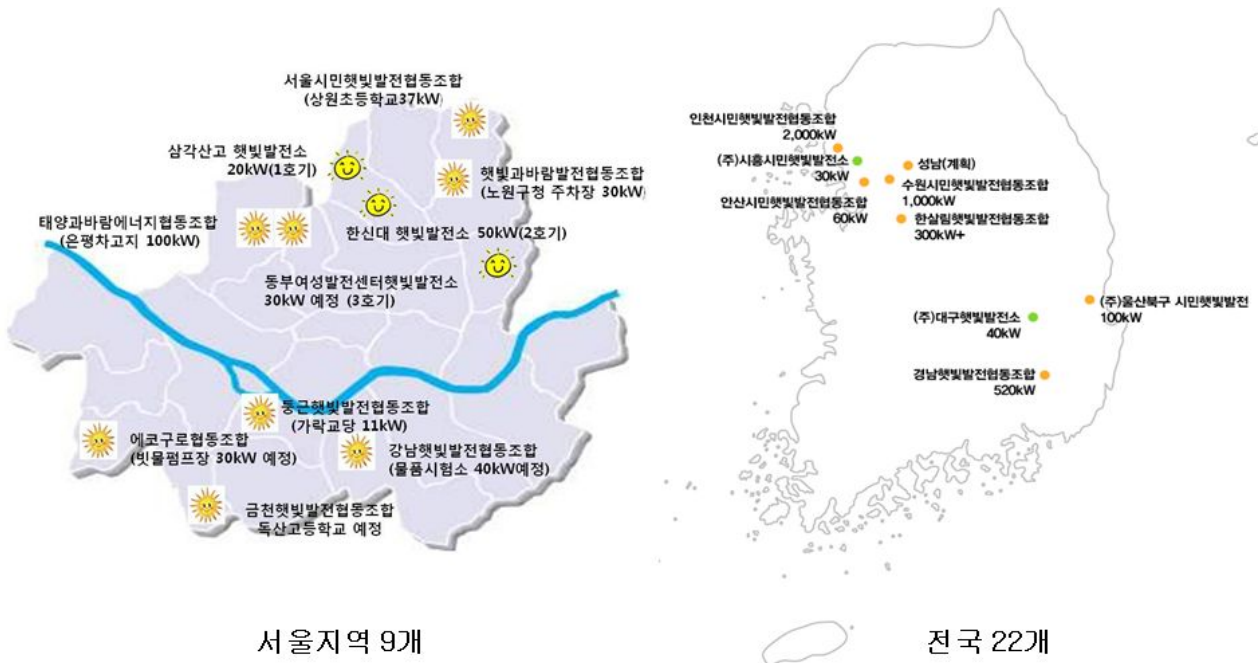 서울시민햇빛발전협동조합
(상원초등학교37kW)
삼각산고 햇빛발전소
20kW(1호기)
햇빛과바람발전협동조합
(노원구청 주차장 30kW)
태양과바람에너지협동조합
(은평차고지 100kW)
한신대 햇빛발전소 50kW(2호기)
동부여성발전센터햇빛발전소
30kW 예정 (3호기)
둥근햇빛발전협동조합
(가락교당 11kW)
에코구로협동조합
(빗물펌프장 30kW 예정)
강남햇빛발전협동조합
(물품시험소 40kW예정)
금천햇빛발전협동조합
독산고등학교 예정
서울지역 9개
인천시민햇빛발전협동조합
2,000kW
(주)시흥시민햇빛발전소
30kW
성남(계획)
수원시민햇빛발전협동조합
1,000kW
안산시민햇빛발전협동조합
60kW
한살림햇빛발전협동조합
300kW+
(주)울산북구 시민햇빛발전
100kW
(주)대구햇빛발전소
40kW
경남햇빛발전협동조합
520kW
전국 22개